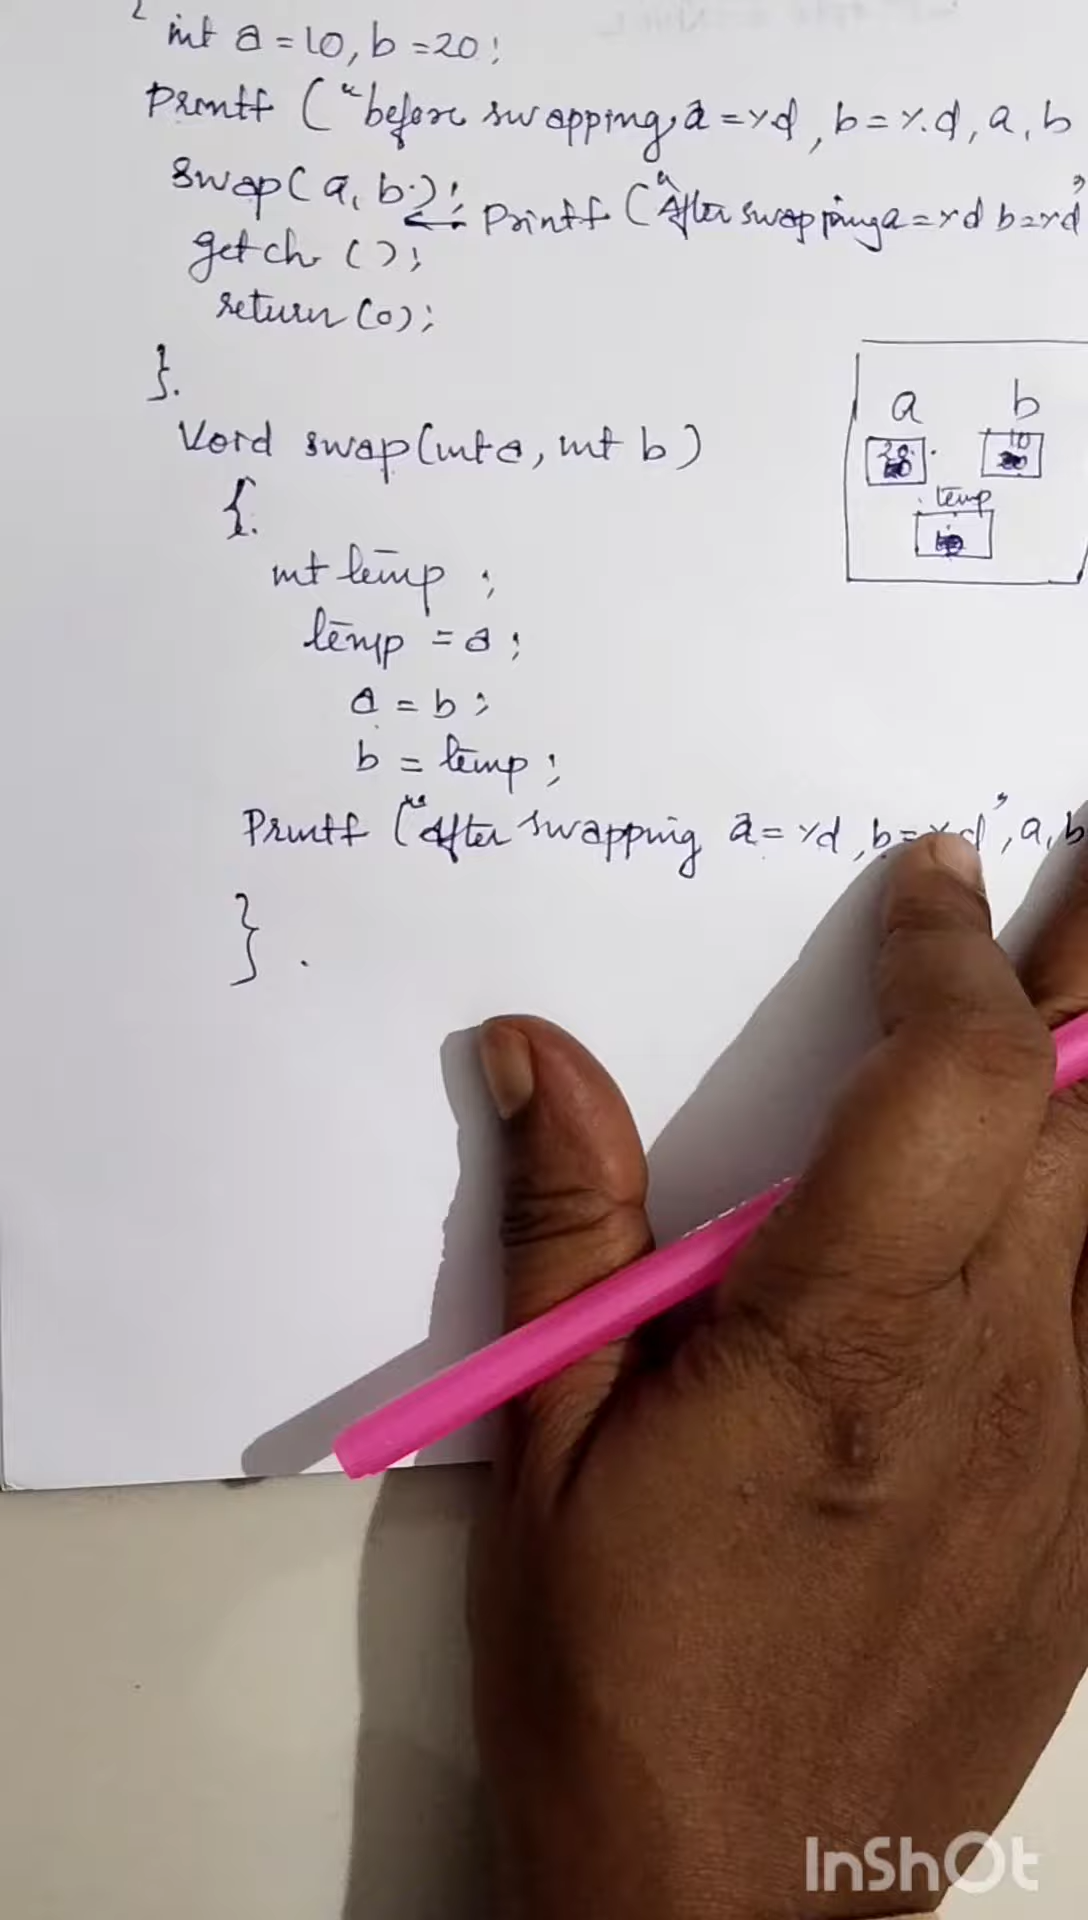 {
int a = 10, b = 20;
Printf ("before swapping a = %d, b = %d, a, b
swap(a, b);
← Printf ("After swapping a = %d b = %d"
getch ();
return (0);
}.
Void swap(int a, int b)
{.
int temp ;
temp = a ;
a = b ;
b = temp ;
Printf ("After swapping a = %d, b = %d", a, b
}.
a b
20 10
temp
InShOt